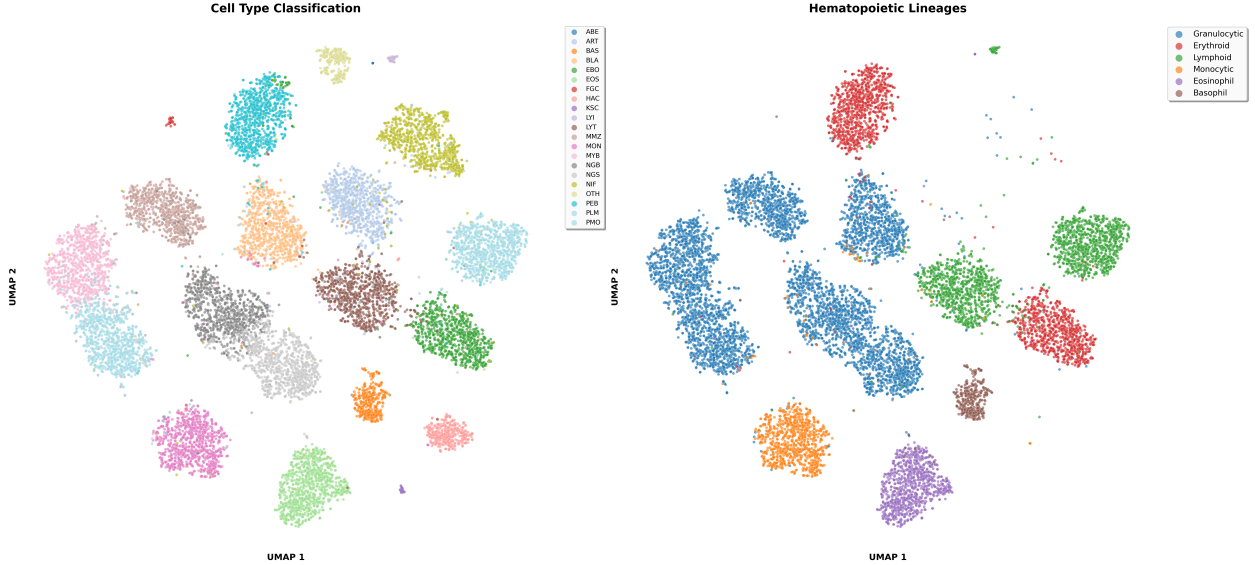 Cell Type Classification
UMAP 2
UMAP 1
ABE
ART
BAS
BLA
EBO
EOS
FGC
HAC
KSC
LYI
LYT
MMZ
MON
MYB
NGB
NGS
NIF
OTH
PEB
PLM
PMO
Hematopoietic Lineages
UMAP 2
UMAP 1
Granulocytic
Erythroid
Lymphoid
Monocytic
Eosinophil
Basophil